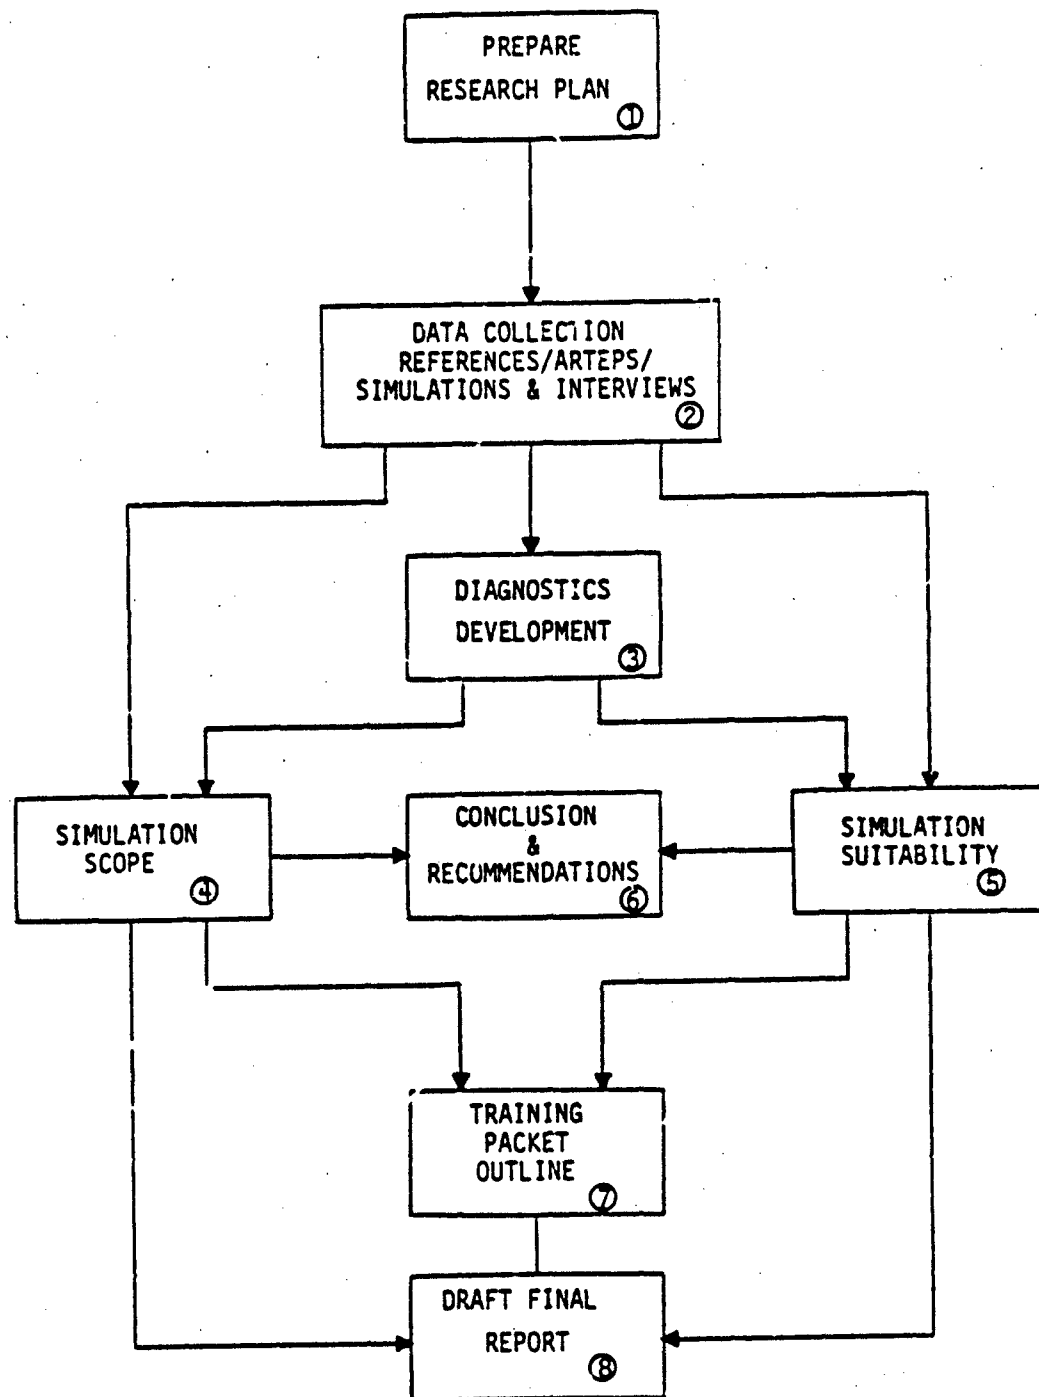 PREPARE
RESEARCH PLAN
①
DATA COLLECTION
REFERENCES/ARTEPS/
SIMULATIONS & INTERVIEWS
②
DIAGNOSTICS
DEVELOPMENT
③
SIMULATION
SCOPE
④
CONCLUSION
&
RECOMMENDATIONS
⑥
SIMULATION
SUITABILITY
⑤
TRAINING
PACKET
OUTLINE
⑦
DRAFT FINAL
REPORT
⑧